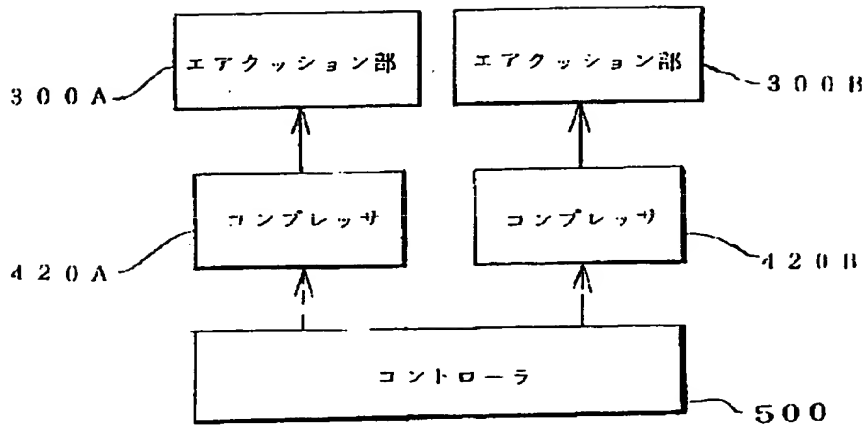 エアクッション部
エアクッション部
300A
300B
コンプレッサ
コンプレッサ
420A
420B
コントローラ
500